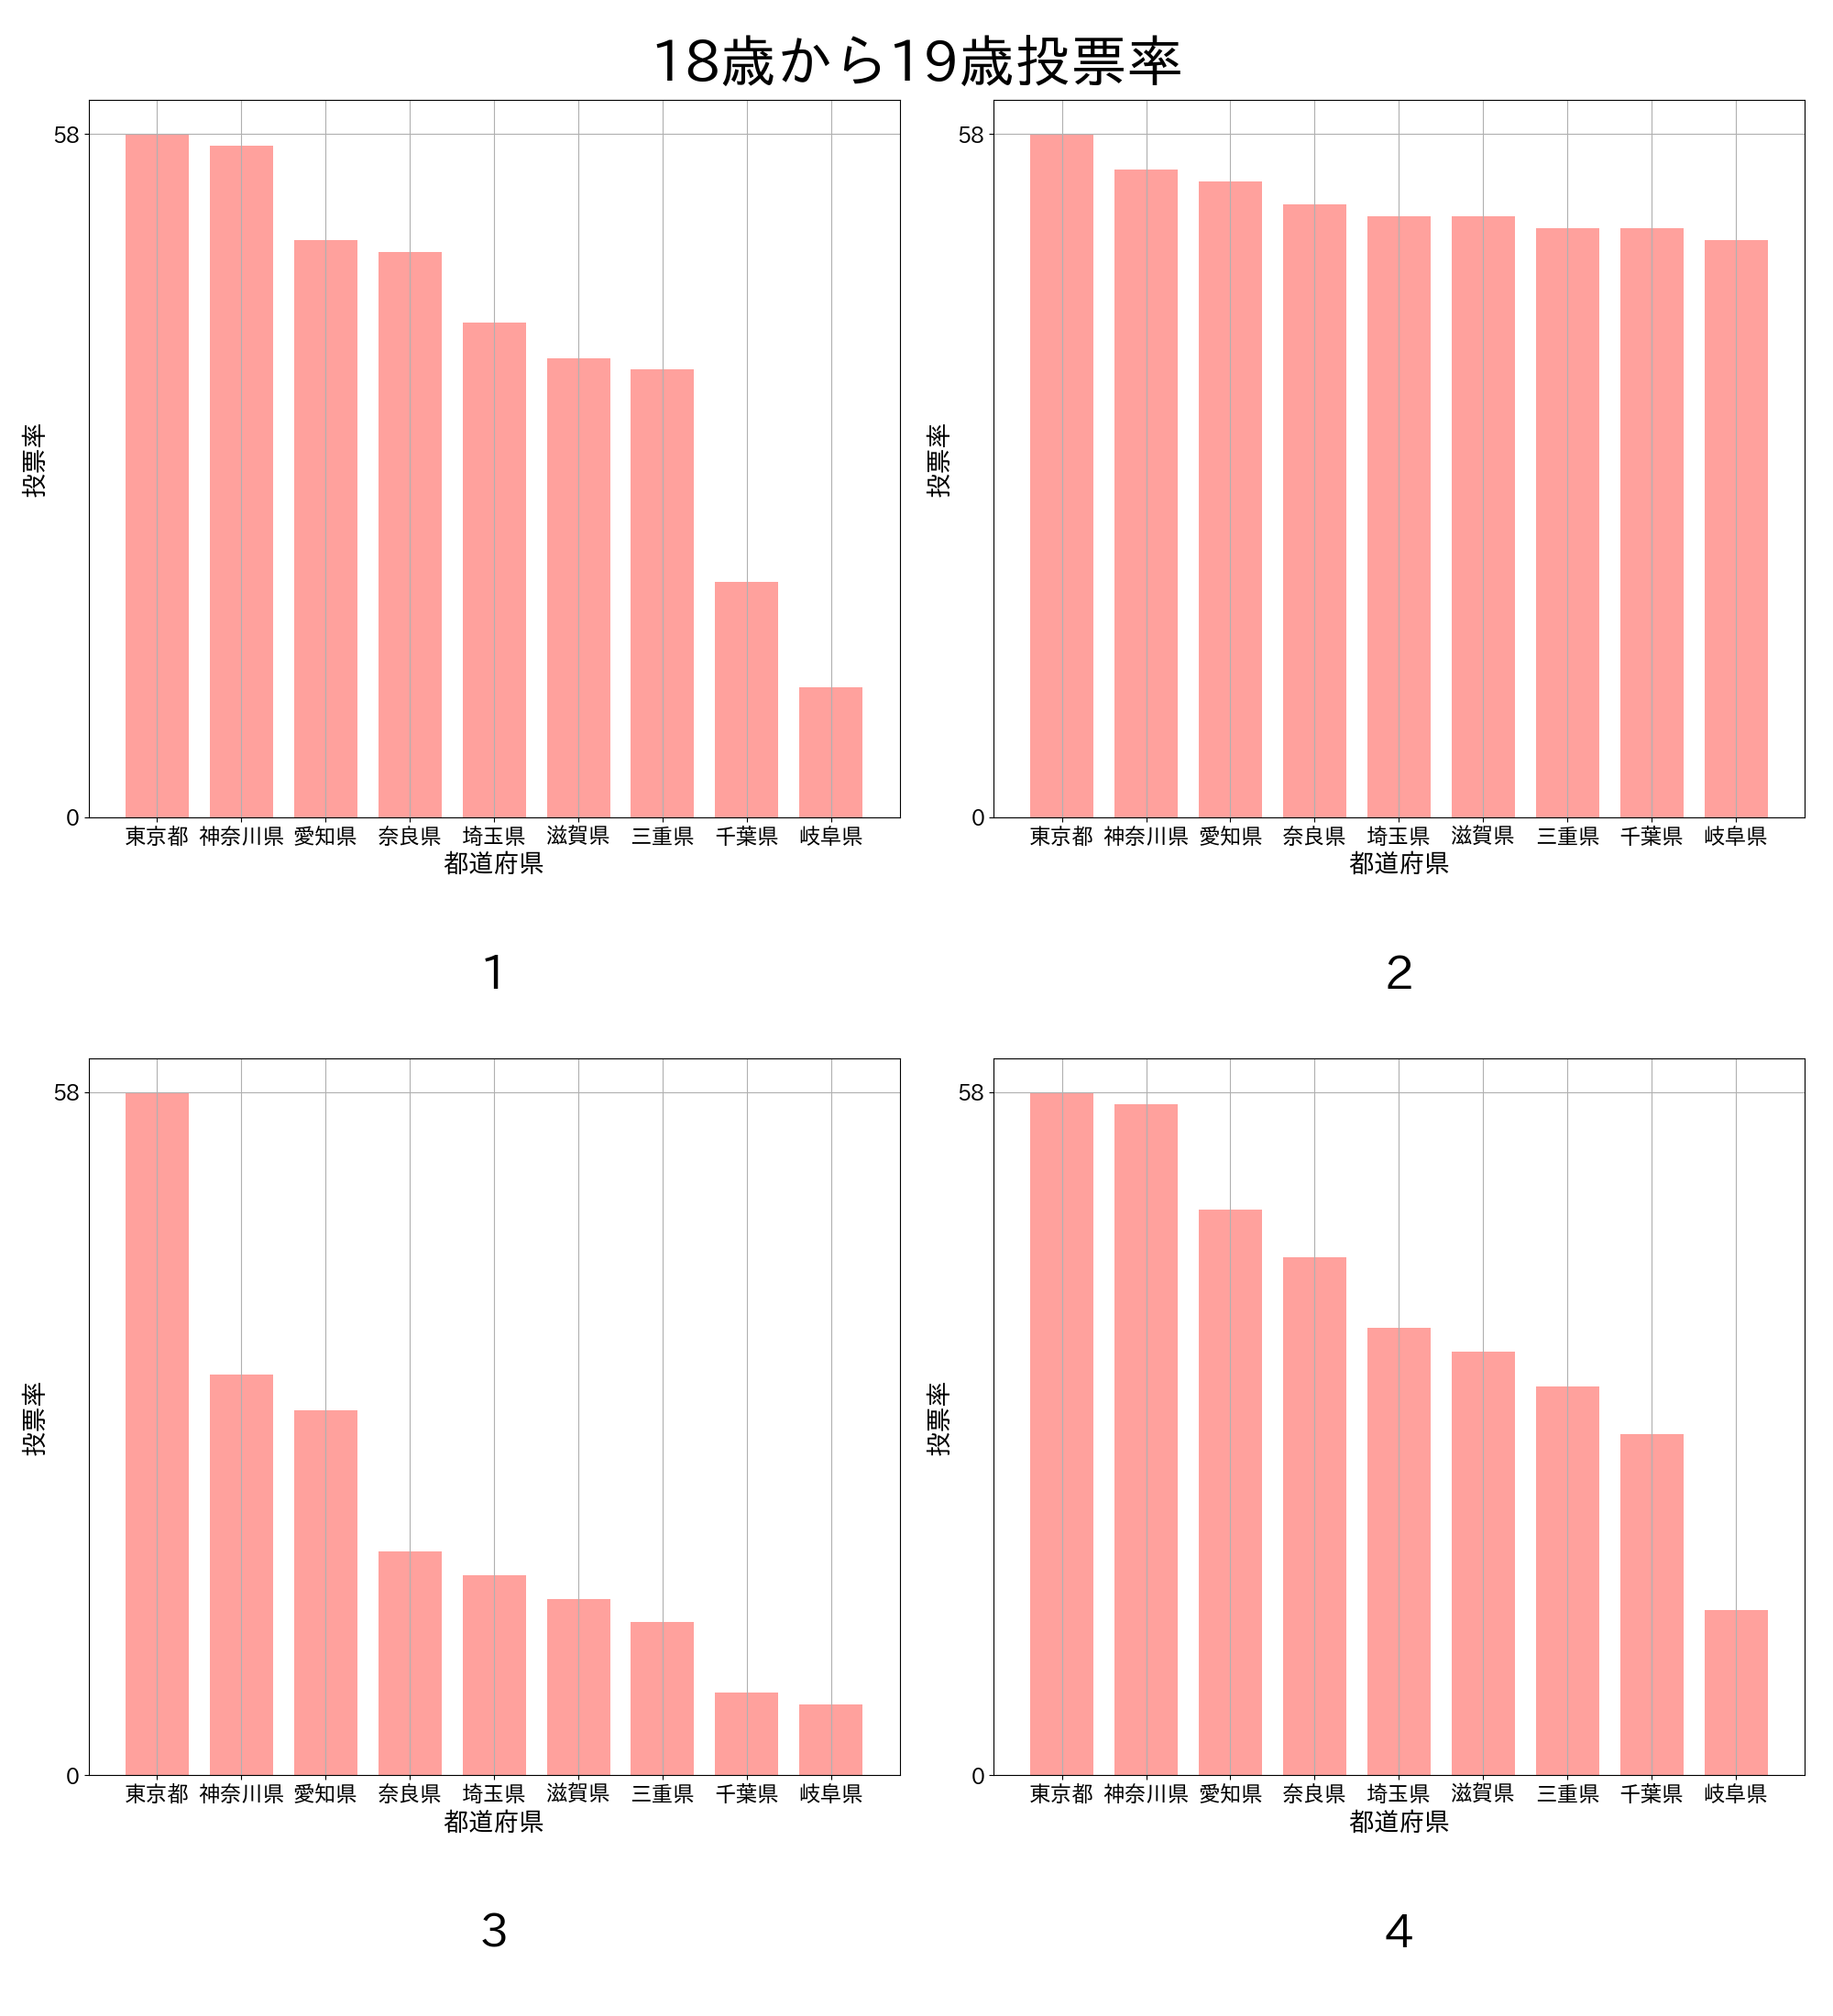 18歳から19歳投票率
58
投票率
0
東京都 神奈川県 愛知県 奈良県 埼玉県 滋賀県 三重県 千葉県 岐阜県
都道府県
1
58
投票率
0
東京都 神奈川県 愛知県 奈良県 埼玉県 滋賀県 三重県 千葉県 岐阜県
都道府県
2
58
投票率
0
東京都 神奈川県 愛知県 奈良県 埼玉県 滋賀県 三重県 千葉県 岐阜県
都道府県
3
58
投票率
0
東京都 神奈川県 愛知県 奈良県 埼玉県 滋賀県 三重県 千葉県 岐阜県
都道府県
4